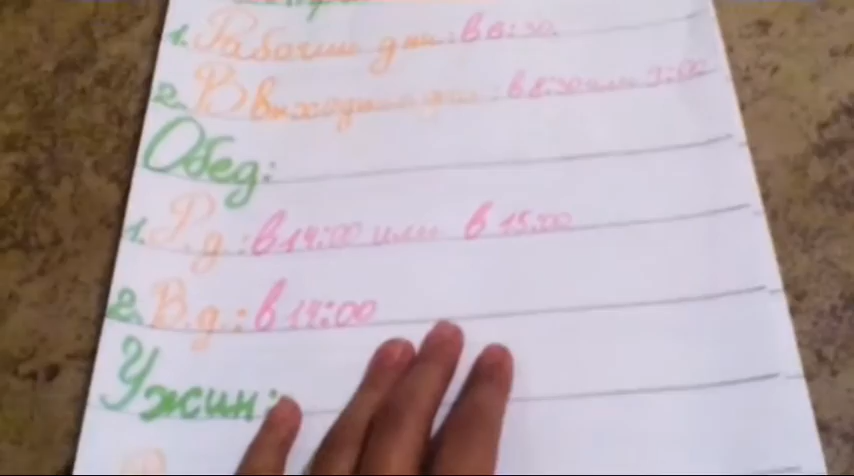 1. Рабочии дни: в 6:30
2. В выходные дни: в 8:30 или 9:00
Обед:
1. Р.д: в 14:00 или в 15:00
2. В.д: в 14:00
Ужин: